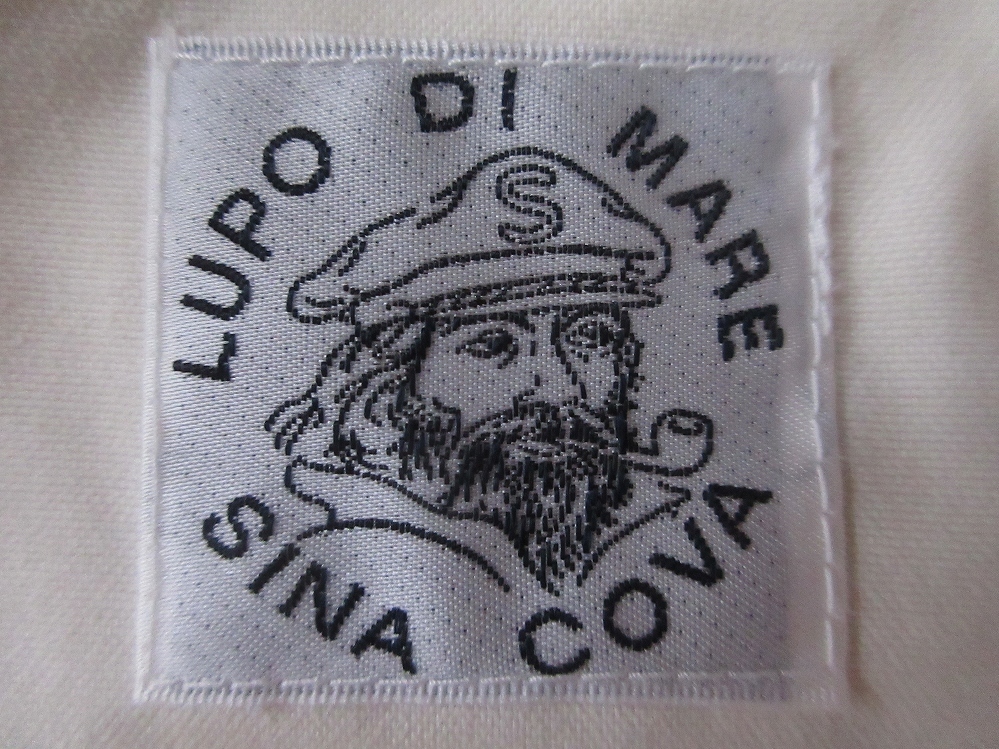 LUPO DI MARE
S
SINA COVA